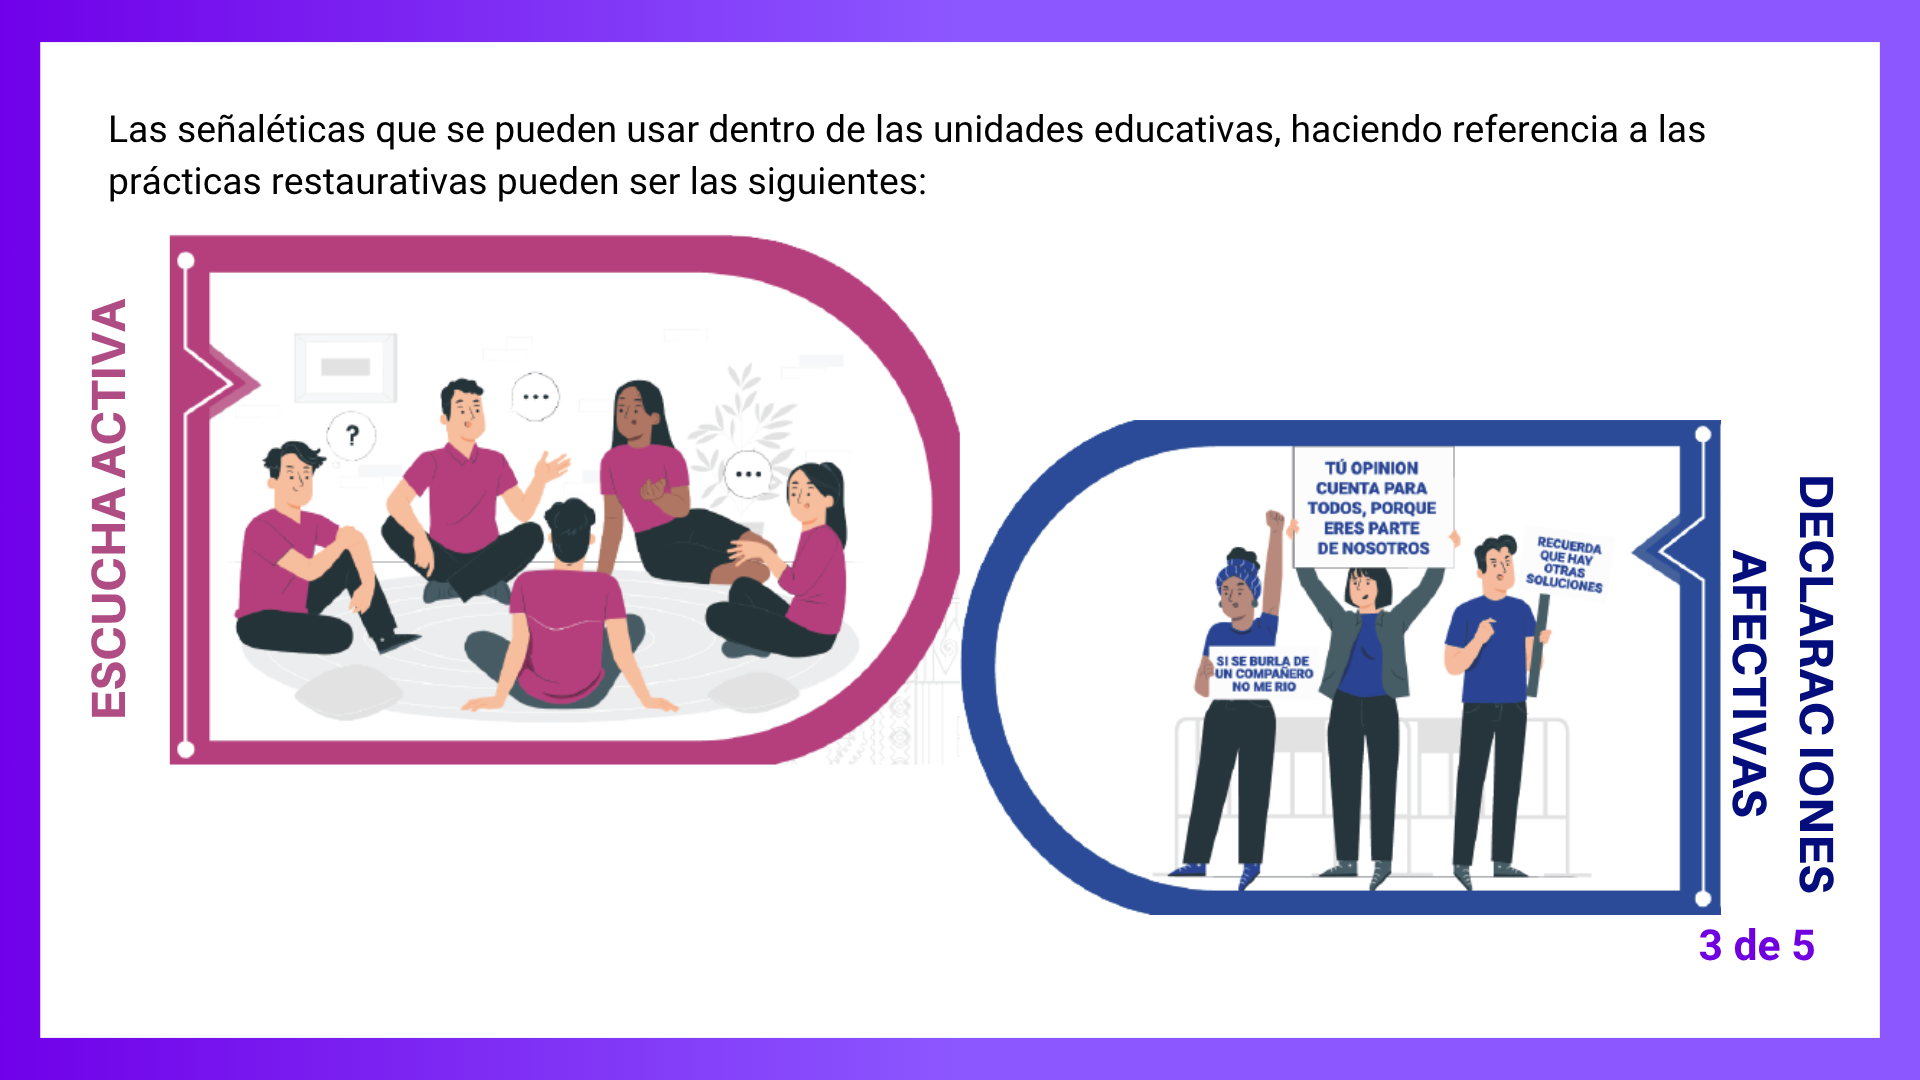 Las señaléticas que se pueden usar dentro de las unidades educativas, haciendo referencia a las
prácticas restaurativas pueden ser las siguientes:
ESCUCHA ACTIVA
?
...
...
TÚ OPINION
CUENTA PARA
TODOS, PORQUE
ERES PARTE
DE NOSOTROS
RECUERDA
QUE HAY
OTRAS
SOLUCIONES
SI SE BURLA DE
UN COMPAÑERO
NO ME RIO
DECLARACIONES
AFECTIVAS
3 de 5